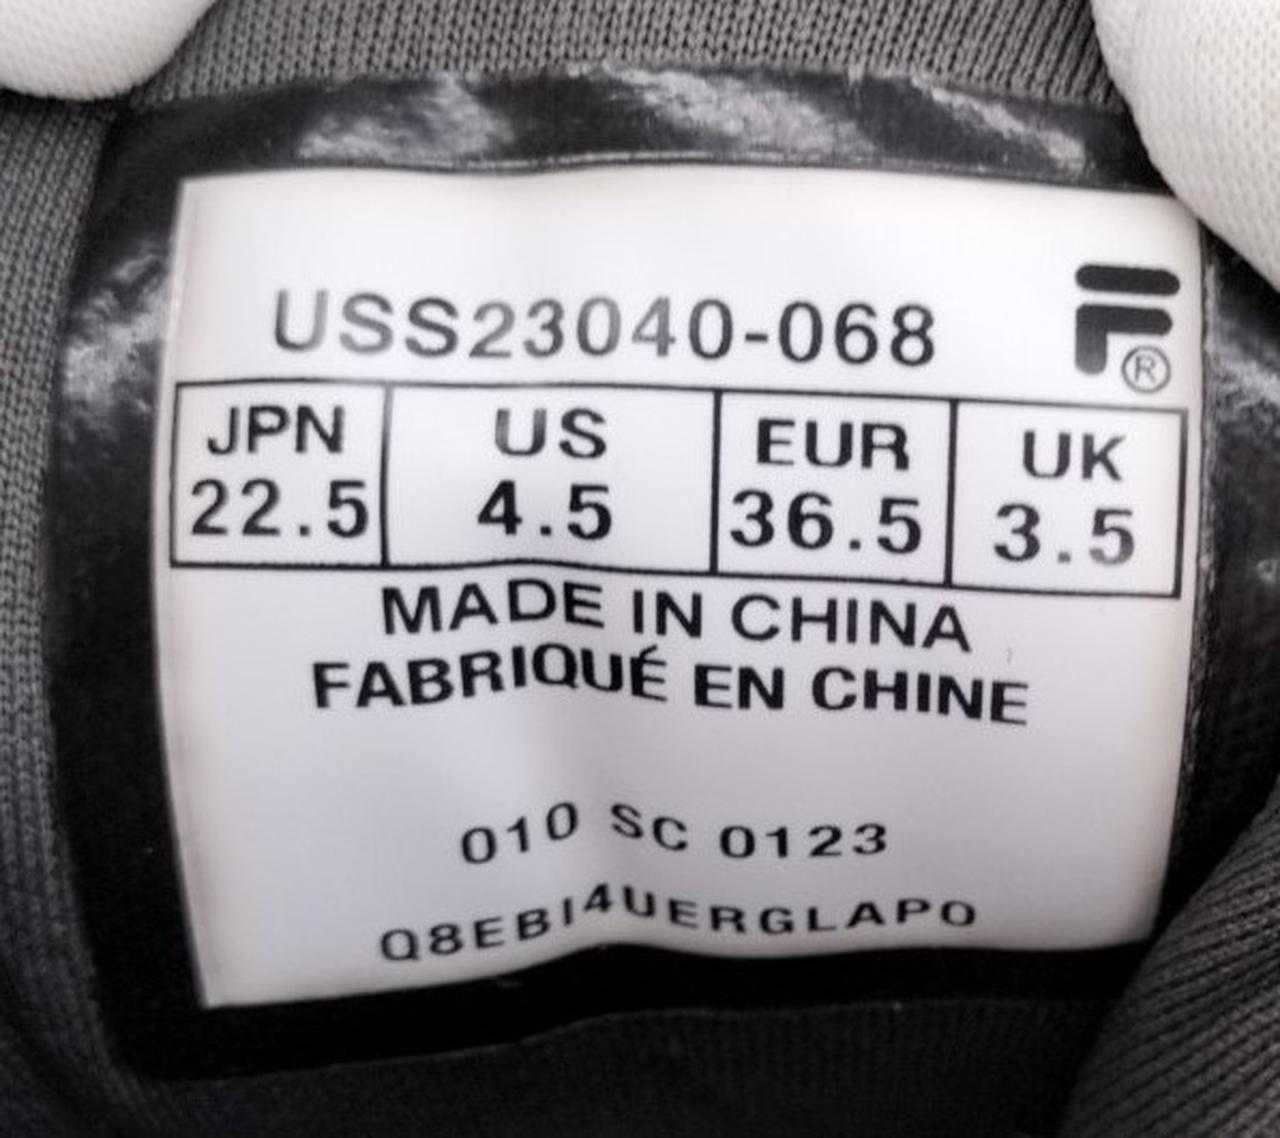 USS23040-068
JPN US EUR UK
22.5 4.5 36.5 3.5
MADE IN CHINA
FABRIQUÉ EN CHINE
010 SC 0123
Q8EBI4UERGLAPO